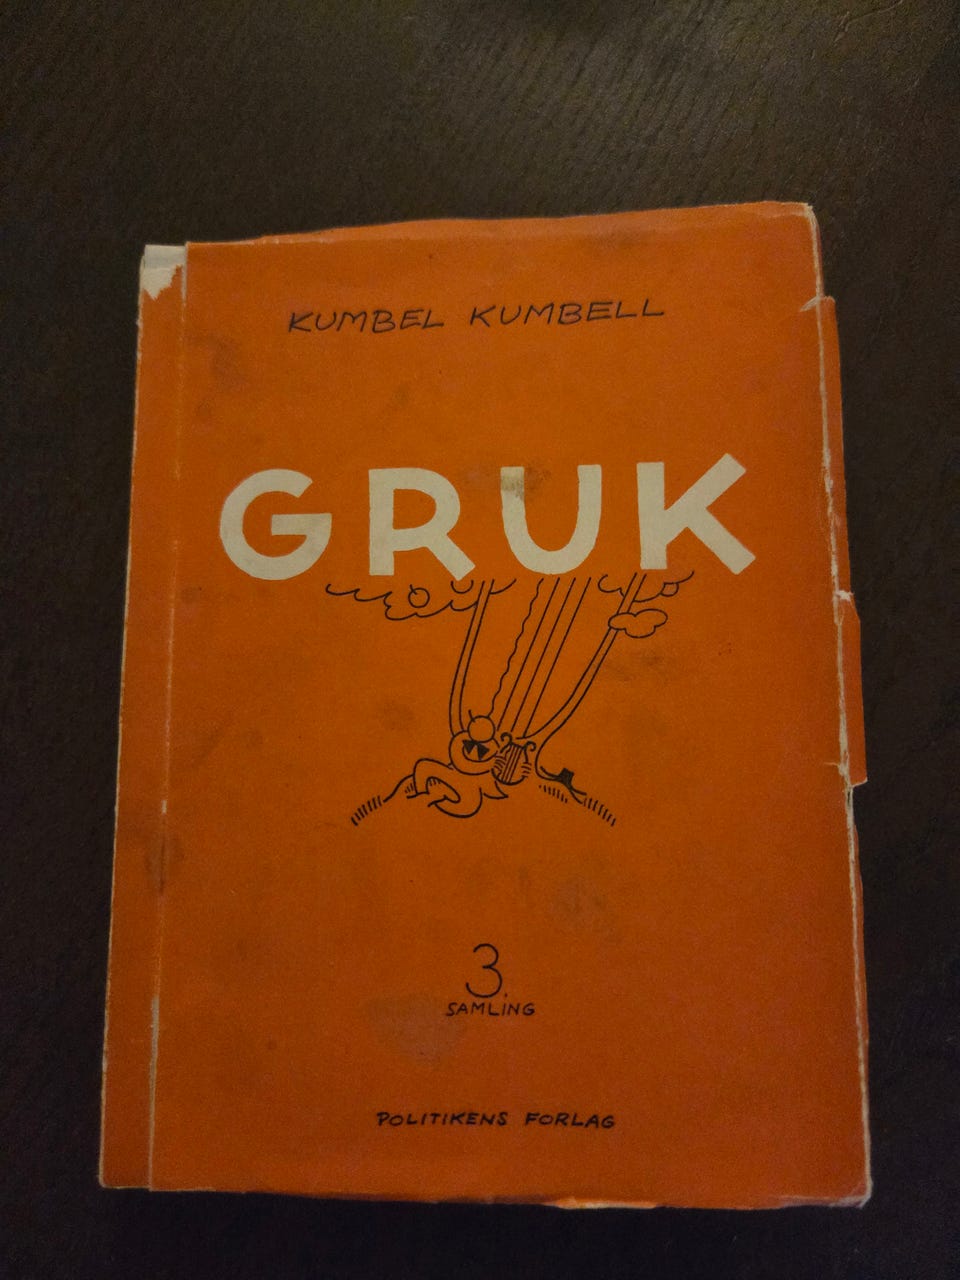 KUMBEL KUMBELL
GRUK
3.
SAMLING
POLITIKENS FORLAG